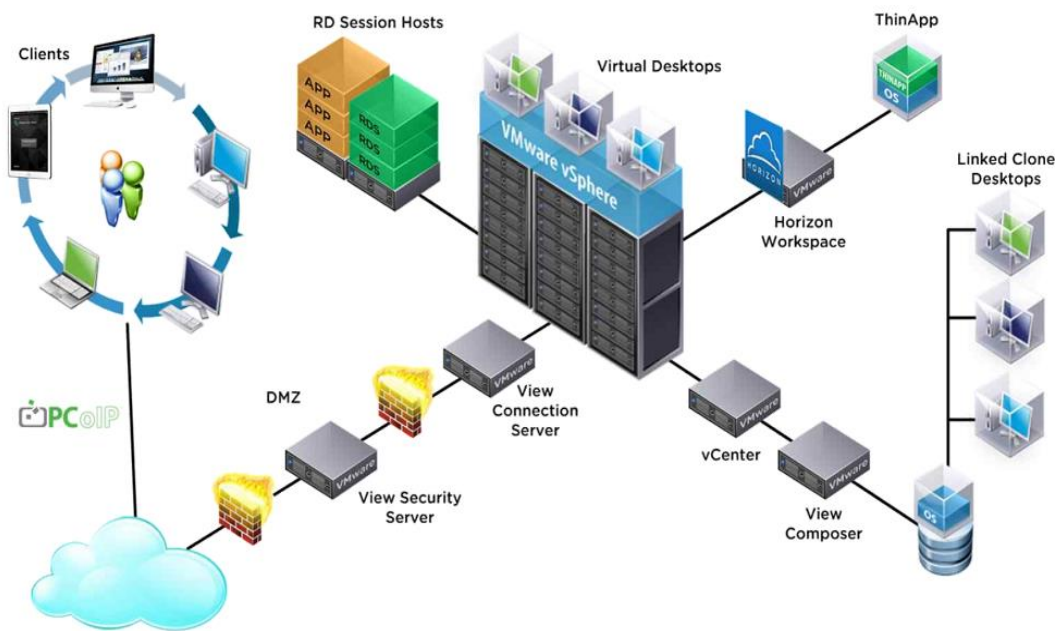 Clients
RD Session Hosts
APP
APP
APP
RDS
RDS
RDS
Virtual Desktops
VMware vSphere
ThinApp
THINAPP
OS
HORIZON
VMware
Horizon
Workspace
Linked Clone
Desktops
PCoIP
DMZ
VMware
View
Connection
Server
VMware
View Security
Server
VMware
vCenter
VMware
View
Composer
OS